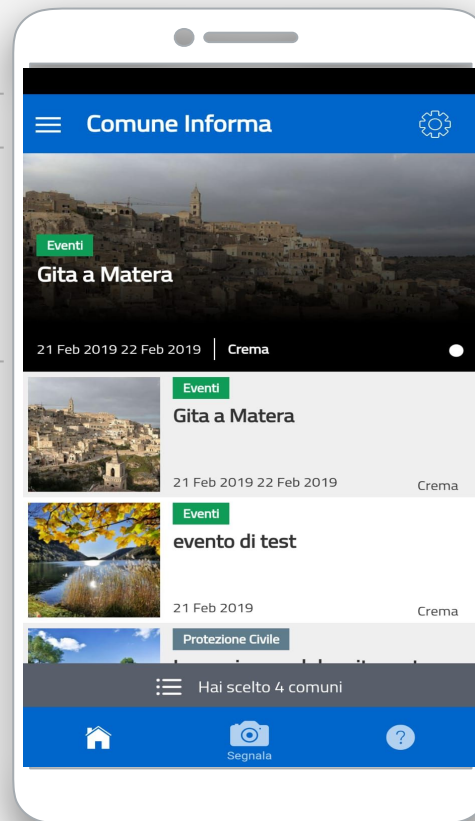 Comune Informa
Eventi
Gita a Matera
21 Feb 2019 22 Feb 2019 Crema
Eventi
Gita a Matera
21 Feb 2019 22 Feb 2019 Crema
Eventi
evento di test
21 Feb 2019 Crema
Protezione Civile
Hai scelto 4 comuni
Segnala
?